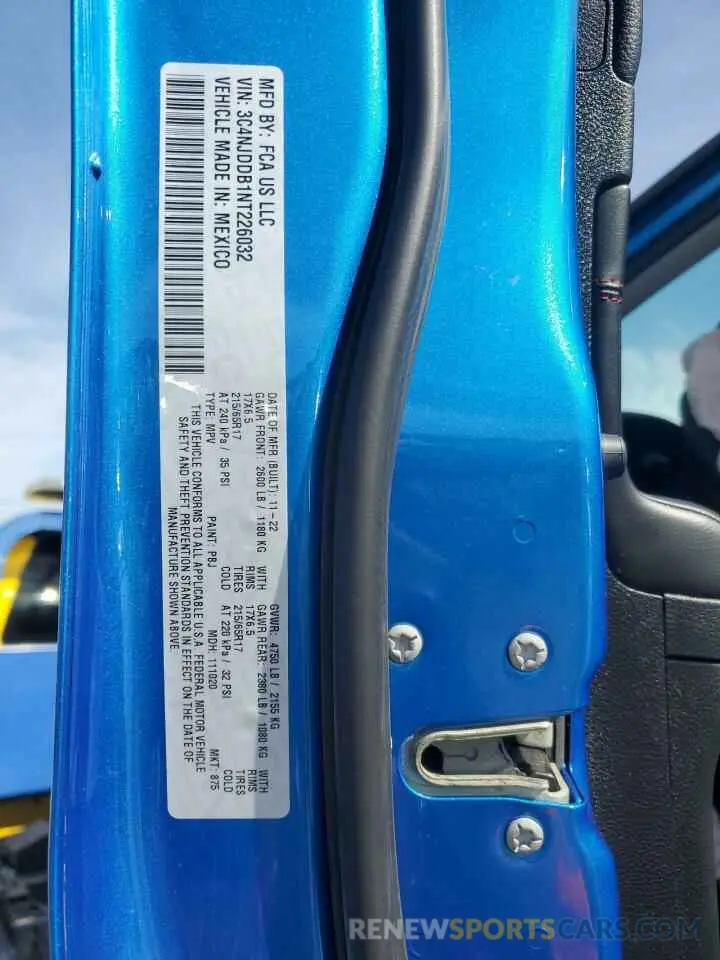 MFD BY: FCA US LLC
VIN: 3C4NJDDB1NT226032
VEHICLE MADE IN: MEXICO
DATE OF MFR (BUILT): 11-22 GVWR: 4750 LB / 2155 KG
GAWR FRONT: 2600 LB / 1180 KG WITH GAWR REAR: 2380 LB / 1080 KG WITH
17X6.5 RIMS 17X6.5 RIMS
215/65R17 TIRES 215/65R17 TIRES
AT 240 kPa / 35 PSI COLD AT 220 kPa / 32 PSI COLD
TYPE: MPV PAINT: PBJ MDH: 111020 MKT: 875
THIS VEHICLE CONFORMS TO ALL APPLICABLE U.S.A. FEDERAL MOTOR VEHICLE
SAFETY AND THEFT PREVENTION STANDARDS IN EFFECT ON THE DATE OF
MANUFACTURE SHOWN ABOVE.
RENEWSPORTSCARS.COM